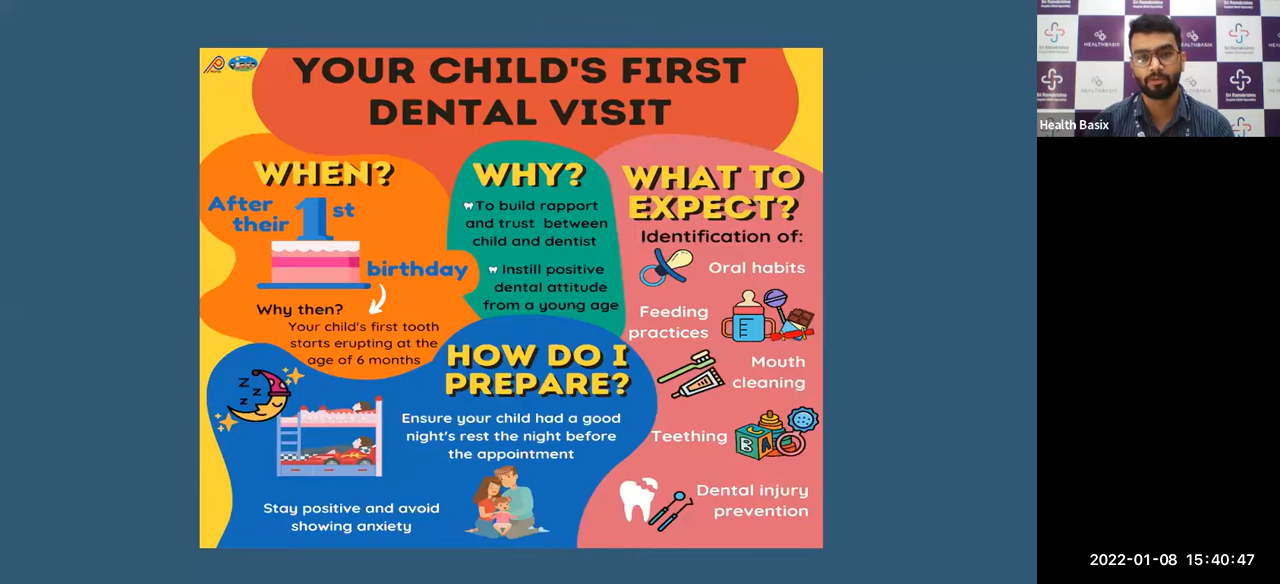 YOUR CHILD'S FIRST
DENTAL VISIT
WHEN?
After
their 1st
birthday
Why then?
Your child's first tooth
starts erupting at the
age of 6 months
WHY?
To build rapport
and trust between
child and dentist
Instill positive
dental attitude
from a young age
WHAT TO
EXPECT?
Identification of:
Oral habits
Feeding
practices
Mouth
cleaning
Teething
B A
Dental injury
prevention
HOW DO I
PREPARE?
Ensure your child had a good
night's rest the night before
the appointment
z z z
Stay positive and avoid
showing anxiety
HEALTHBASIX
Sri Ramakrishna
Health Basix
2022-01-08 15:40:47